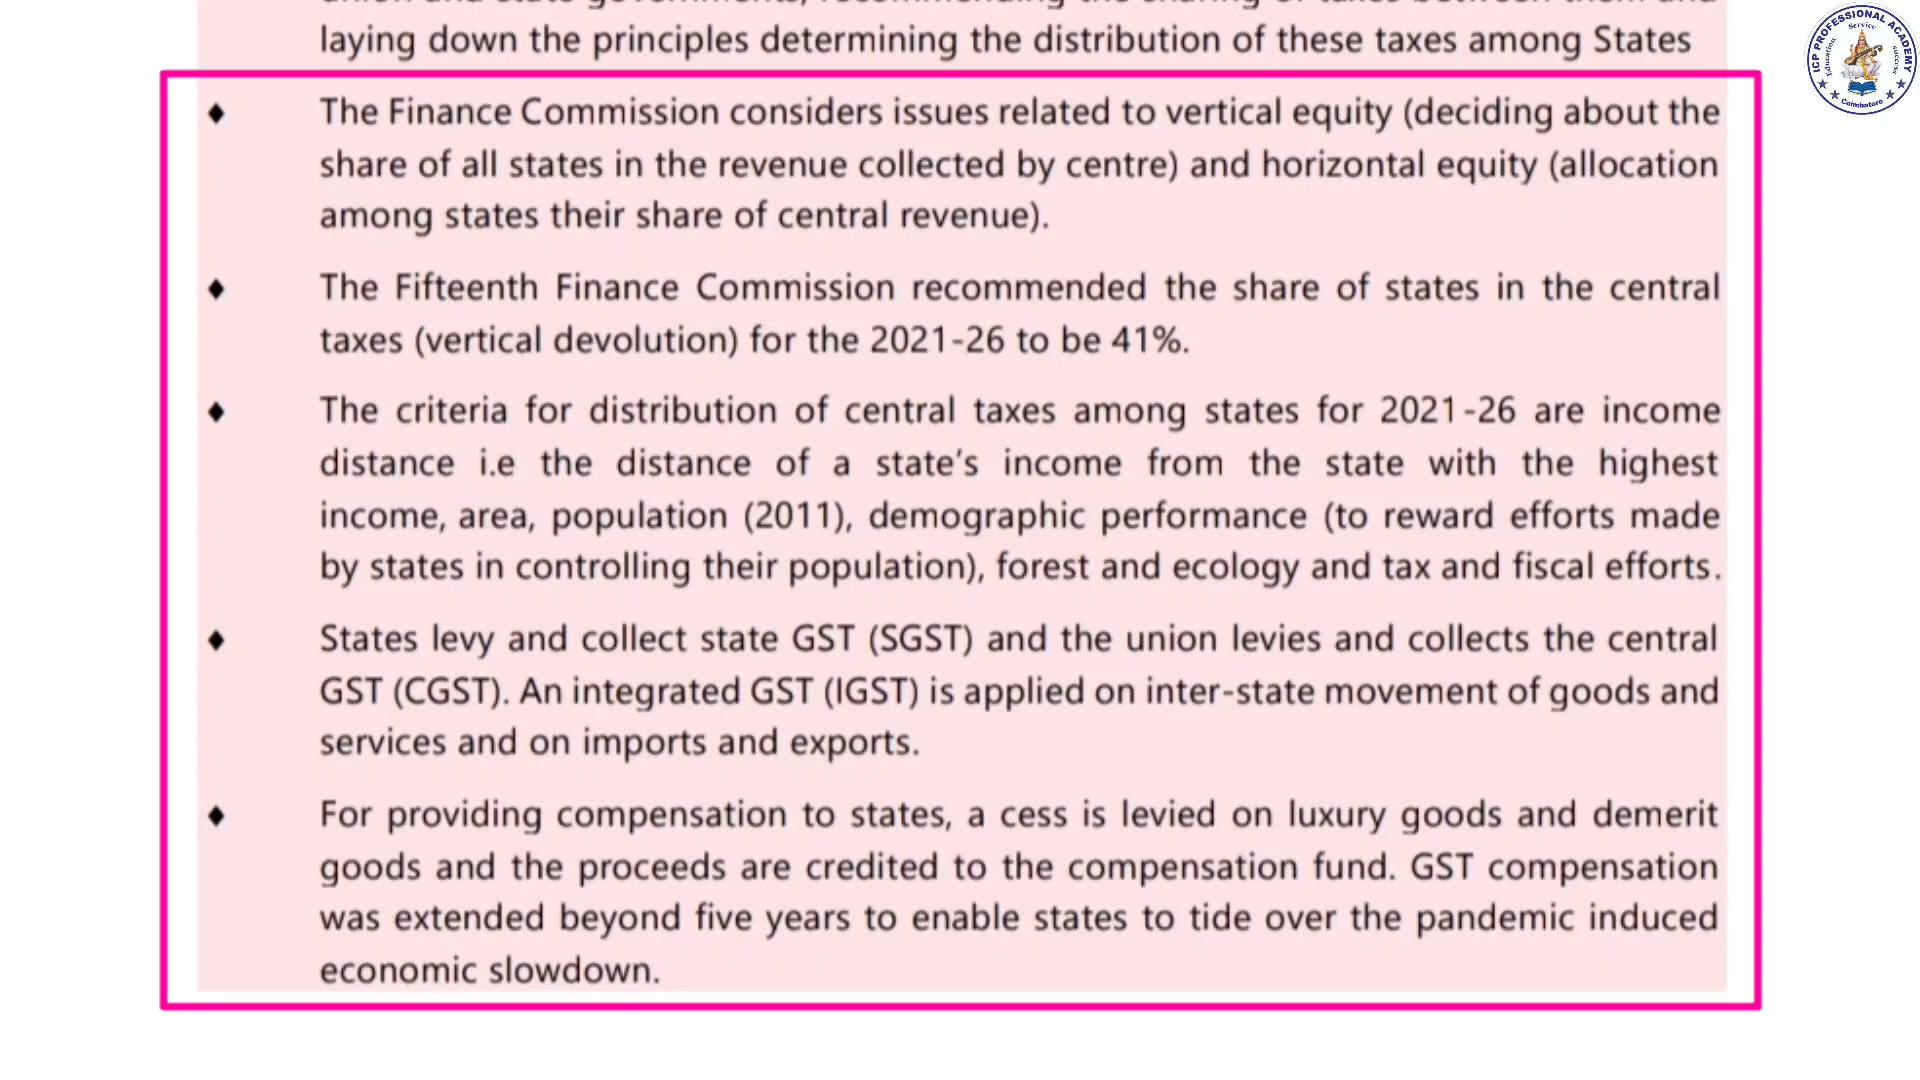 laying down the principles determining the distribution of these taxes among States
♦ The Finance Commission considers issues related to vertical equity (deciding about the
share of all states in the revenue collected by centre) and horizontal equity (allocation
among states their share of central revenue).
♦ The Fifteenth Finance Commission recommended the share of states in the central
taxes (vertical devolution) for the 2021-26 to be 41%.
♦ The criteria for distribution of central taxes among states for 2021-26 are income
distance i.e the distance of a state's income from the state with the highest
income, area, population (2011), demographic performance (to reward efforts made
by states in controlling their population), forest and ecology and tax and fiscal efforts.
♦ States levy and collect state GST (SGST) and the union levies and collects the central
GST (CGST). An integrated GST (IGST) is applied on inter-state movement of goods and
services and on imports and exports.
♦ For providing compensation to states, a cess is levied on luxury goods and demerit
goods and the proceeds are credited to the compensation fund. GST compensation
was extended beyond five years to enable states to tide over the pandemic induced
economic slowdown.
ICP PROFESSIONAL ACADEMY
Education
Service
success
Coimbatore